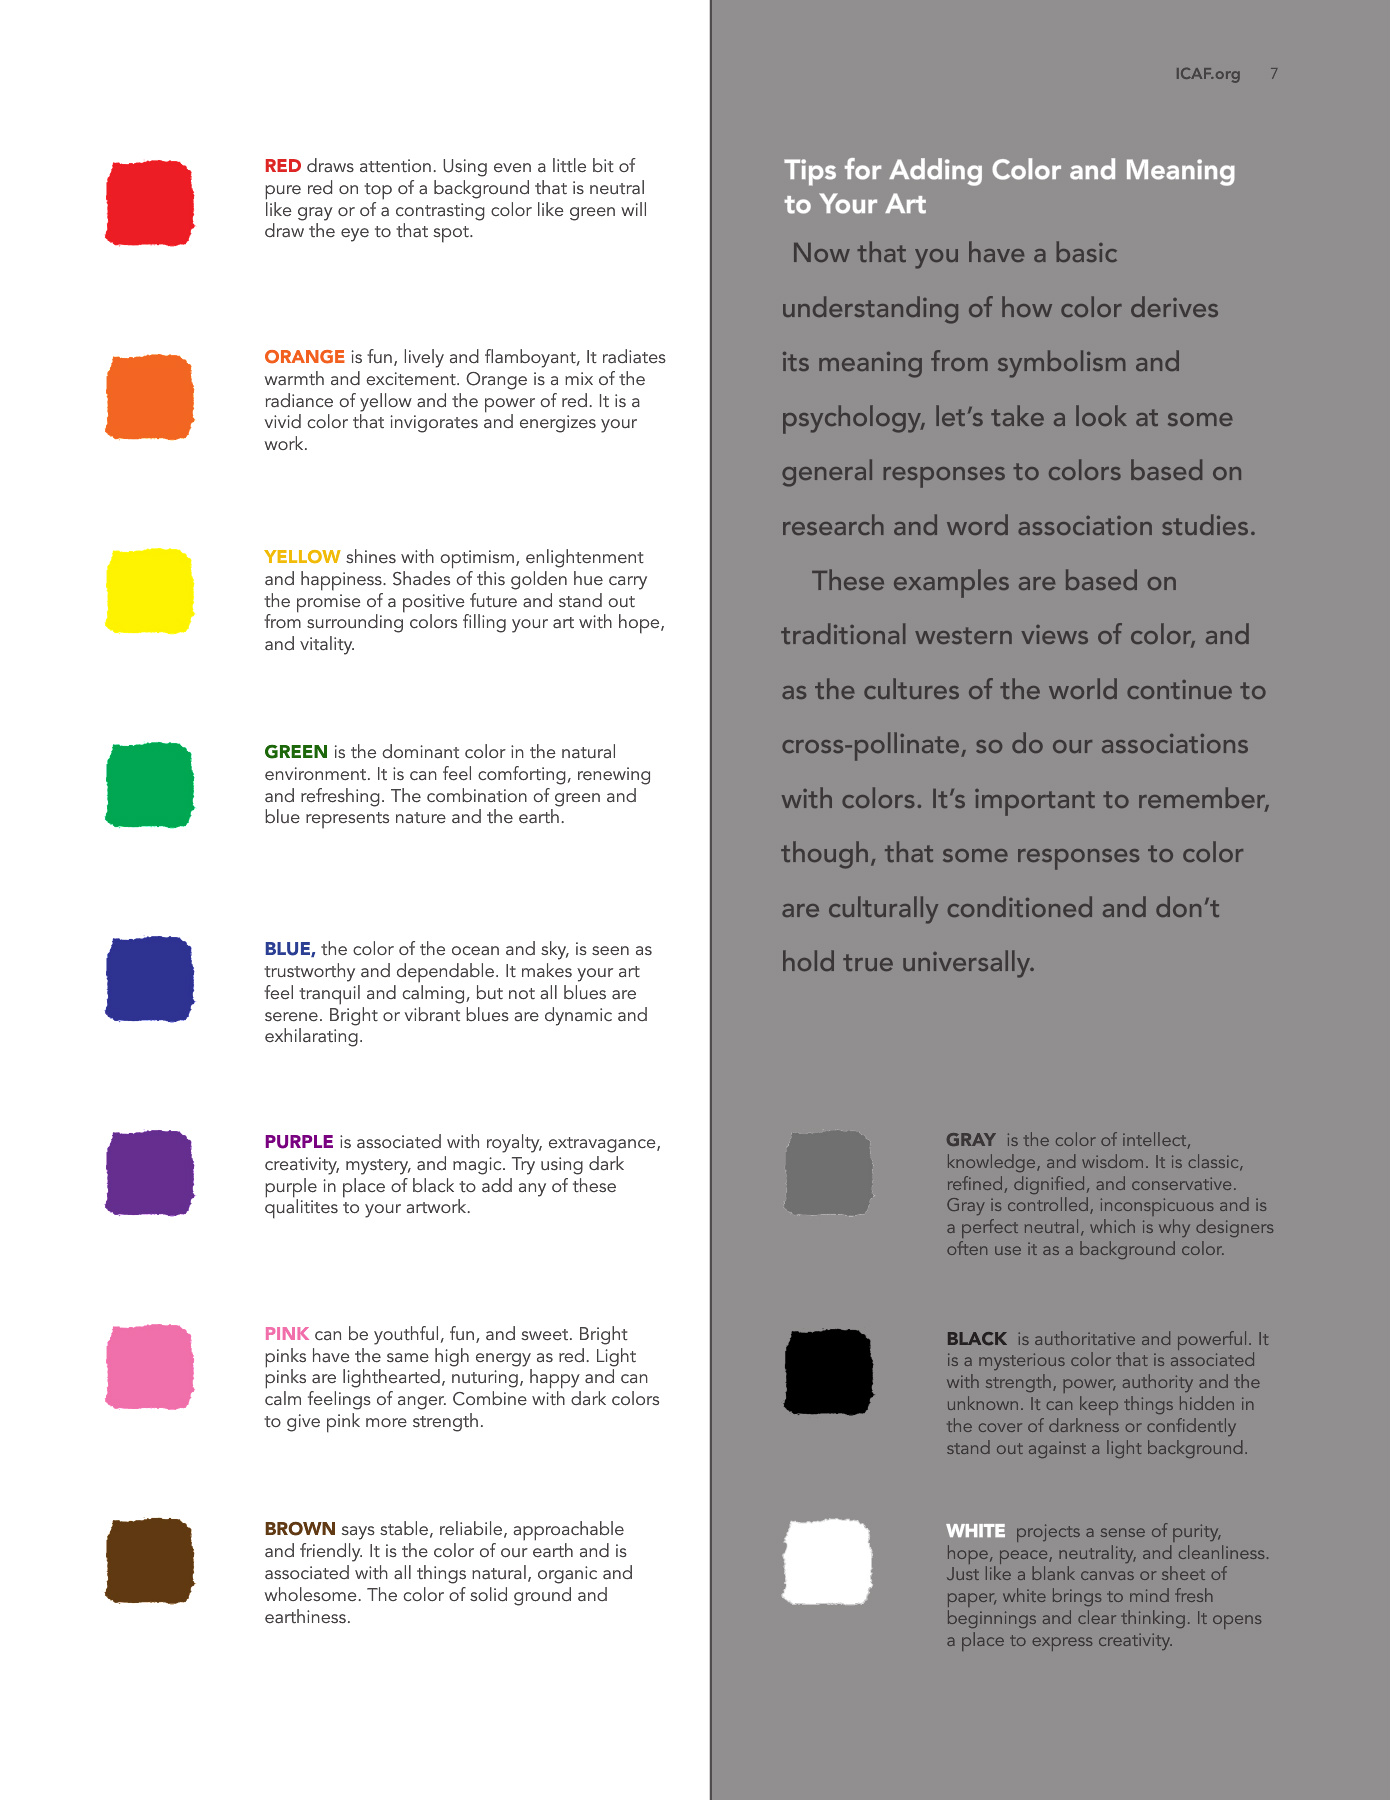 ICAF.org 7
RED draws attention. Using even a little bit of
pure red on top of a background that is neutral
like gray or of a contrasting color like green will
draw the eye to that spot.
ORANGE is fun, lively and flamboyant, It radiates
warmth and excitement. Orange is a mix of the
radiance of yellow and the power of red. It is a
vivid color that invigorates and energizes your
work.
YELLOW shines with optimism, enlightenment
and happiness. Shades of this golden hue carry
the promise of a positive future and stand out
from surrounding colors filling your art with hope,
and vitality.
GREEN is the dominant color in the natural
environment. It is can feel comforting, renewing
and refreshing. The combination of green and
blue represents nature and the earth.
BLUE, the color of the ocean and sky, is seen as
trustworthy and dependable. It makes your art
feel tranquil and calming, but not all blues are
serene. Bright or vibrant blues are dynamic and
exhilarating.
PURPLE is associated with royalty, extravagance,
creativity, mystery, and magic. Try using dark
purple in place of black to add any of these
qualitites to your artwork.
PINK can be youthful, fun, and sweet. Bright
pinks have the same high energy as red. Light
pinks are lighthearted, nuturing, happy and can
calm feelings of anger. Combine with dark colors
to give pink more strength.
BROWN says stable, reliabile, approachable
and friendly. It is the color of our earth and is
associated with all things natural, organic and
wholesome. The color of solid ground and
earthiness.
Tips for Adding Color and Meaning
to Your Art
Now that you have a basic
understanding of how color derives
its meaning from symbolism and
psychology, let's take a look at some
general responses to colors based on
research and word association studies.
These examples are based on
traditional western views of color, and
as the cultures of the world continue to
cross-pollinate, so do our associations
with colors. It's important to remember,
though, that some responses to color
are culturally conditioned and don't
hold true universally.
GRAY is the color of intellect,
knowledge, and wisdom. It is classic,
refined, dignified, and conservative.
Gray is controlled, inconspicuous and is
a perfect neutral, which is why designers
often use it as a background color.
BLACK is authoritative and powerful. It
is a mysterious color that is associated
with strength, power, authority and the
unknown. It can keep things hidden in
the cover of darkness or confidently
stand out against a light background.
WHITE projects a sense of purity,
hope, peace, neutrality, and cleanliness.
Just like a blank canvas or sheet of
paper, white brings to mind fresh
beginnings and clear thinking. It opens
a place to express creativity.